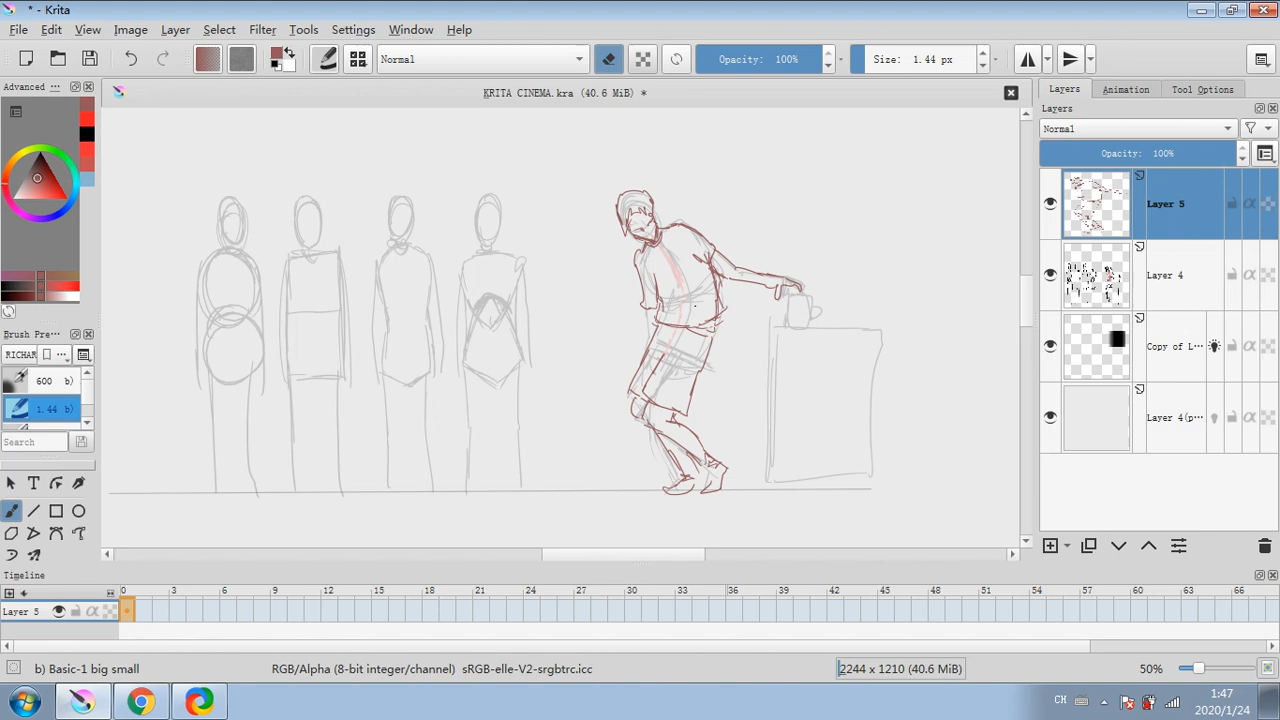 * - Krita
File Edit View Image Layer Select Filter Tools Settings Window Help
Normal
Opacity: 100%
Size: 1.44 px
Advanced ...
KRITA CINEMA.kra (40.6 MiB) *
Layers Animation Tool Options
Layers
Normal
Opacity: 100%
Layer 5
Layer 4
Copy of L...
Layer 4(p...
Brush Pre...
RICHAR
600 b)
1.44 b)
Search
Timeline
0 3 6 9 12 15 18 21 24 27 30 33 36 39 42 45 48 51 54 57 60 63 66
Layer 5
b) Basic-1 big small
RGB/Alpha (8-bit integer/channel) sRGB-elle-V2-srgbtrc.icc
2244 x 1210 (40.6 MiB)
50%
CH
1:47
2020/1/24